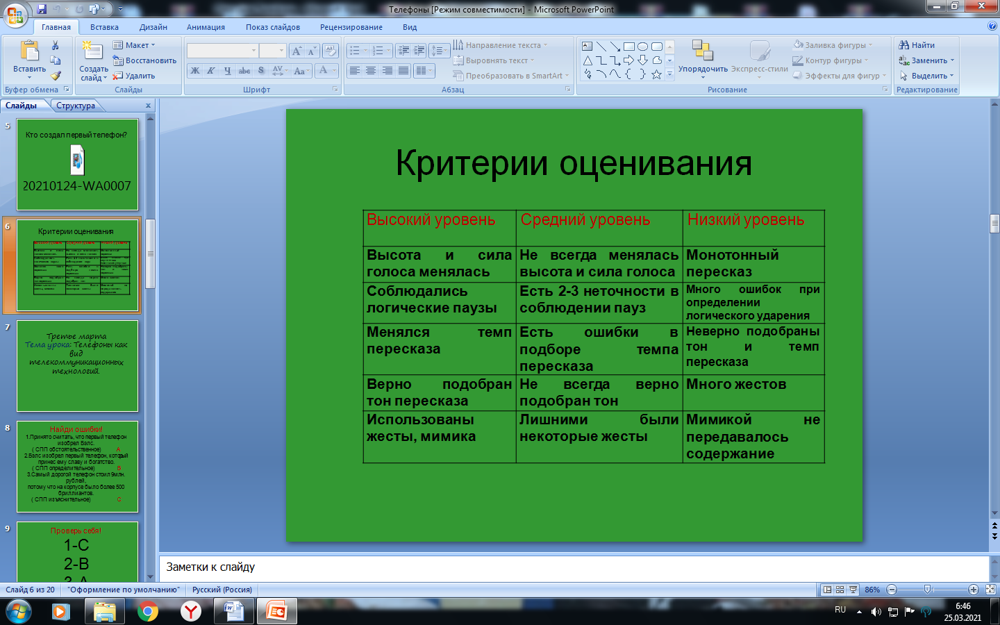 Телефоны [Режим совместимости] - Microsoft PowerPoint
Главная Вставка Дизайн Анимация Показ слайдов Рецензирование Вид
Вставить
Буфер обмена
Создать слайд
Макет
Восстановить
Удалить
Слайды
Ж К Ч abc S AV Aa A
Шрифт
Направление текста
Выровнять текст
Преобразовать в SmartArt
Абзац
Упорядочить
Экспресс-стили
Заливка фигуры
Контур фигуры
Эффекты для фигур
Рисование
Найти
Заменить
Выделить
Редактирование
Слайды Структура x
5
Кто создал первый телефон?
20210124-WA0007
6
Критерии оценивания
7
Третье марта
Тема урока: Телефоны как
вид
телекоммуникационных
технологий.
8
Найди ошибки!
1.Принято считать, что первый телефон
изобрел Бэлс.
( СПП обстоятельственное) А
2.Бэлс изобрел первый телефон, который
принес ему славу и богатство.
( СПП определительное) В
3.Самый дорогой телефон стоил 9млн.
рублей,
потому что на корпусе было более 500
бриллиантов.
( СПП изъяснительное) С
9
Проверь себя!
1-С
2-В
3-А
Критерии оценивания
Высокий уровень Средний уровень Низкий уровень
Высота и сила
голоса менялась
Не всегда менялась
высота и сила голоса
Монотонный
пересказ
Соблюдались
логические паузы
Есть 2-3 неточности в
соблюдении пауз
Много ошибок при
определении
логического ударения
Менялся темп
пересказа
Есть ошибки в
подборе темпа
пересказа
Неверно подобраны
тон и темп
пересказа
Верно подобран
тон пересказа
Не всегда верно
подобран тон
Много жестов
Использованы
жесты, мимика
Лишними были
некоторые жесты
Мимикой не
передавалось
содержание
Заметки к слайду
Слайд 6 из 20 "Оформление по умолчанию" Русский (Россия) 86%
RU 6:46
25.03.2021